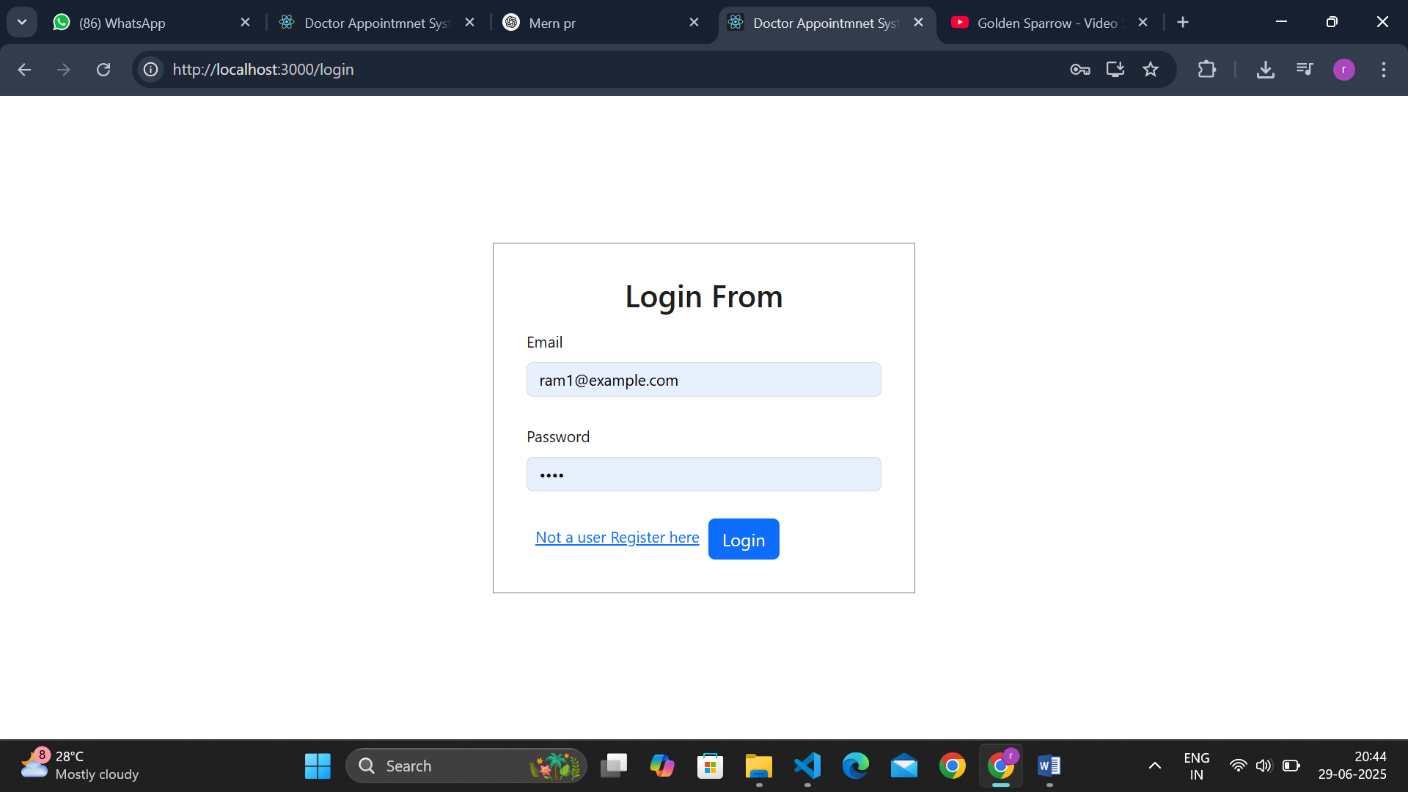 (86) WhatsApp
Doctor Appointmnet Syst
Mern pr
Doctor Appointmnet Syst
Golden Sparrow - Video
http://localhost:3000/login
r
Login From
Email
ram1@example.com
Password
••••
Not a user Register here
Login
8
28°C
Mostly cloudy
Search
r
W
ENG
IN
20:44
29-06-2025